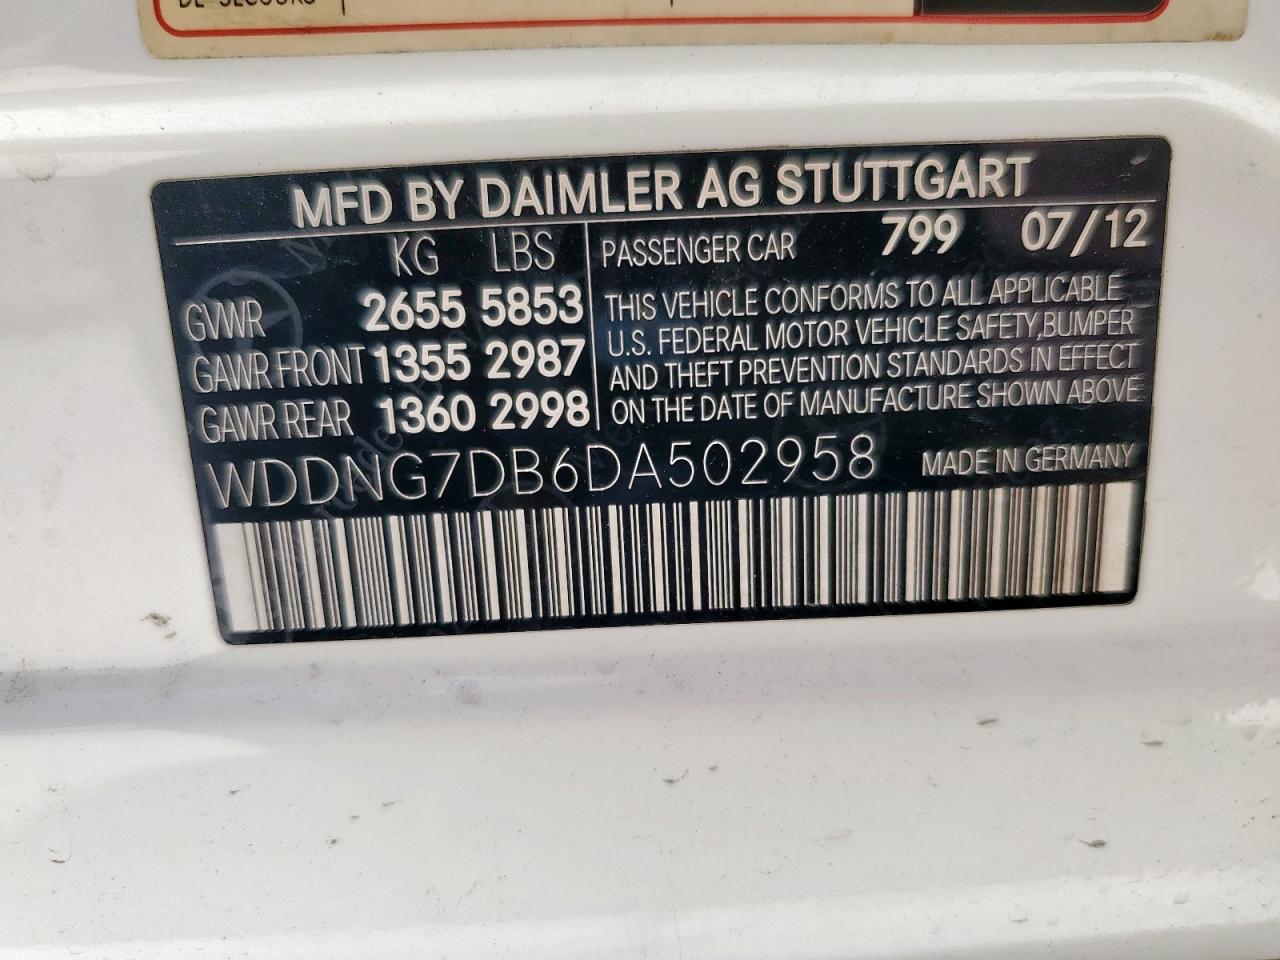 DE SECOURS
MFD BY DAIMLER AG STUTTGART
KG LBS
GVWR 2655 5853
GAWR FRONT 1355 2987
GAWR REAR 1360 2998
PASSENGER CAR 799 07/12
THIS VEHICLE CONFORMS TO ALL APPLICABLE
U.S. FEDERAL MOTOR VEHICLE SAFETY,BUMPER
AND THEFT PREVENTION STANDARDS IN EFFECT
ON THE DATE OF MANUFACTURE SHOWN ABOVE
WDDNG7DB6DA502958 MADE IN GERMANY